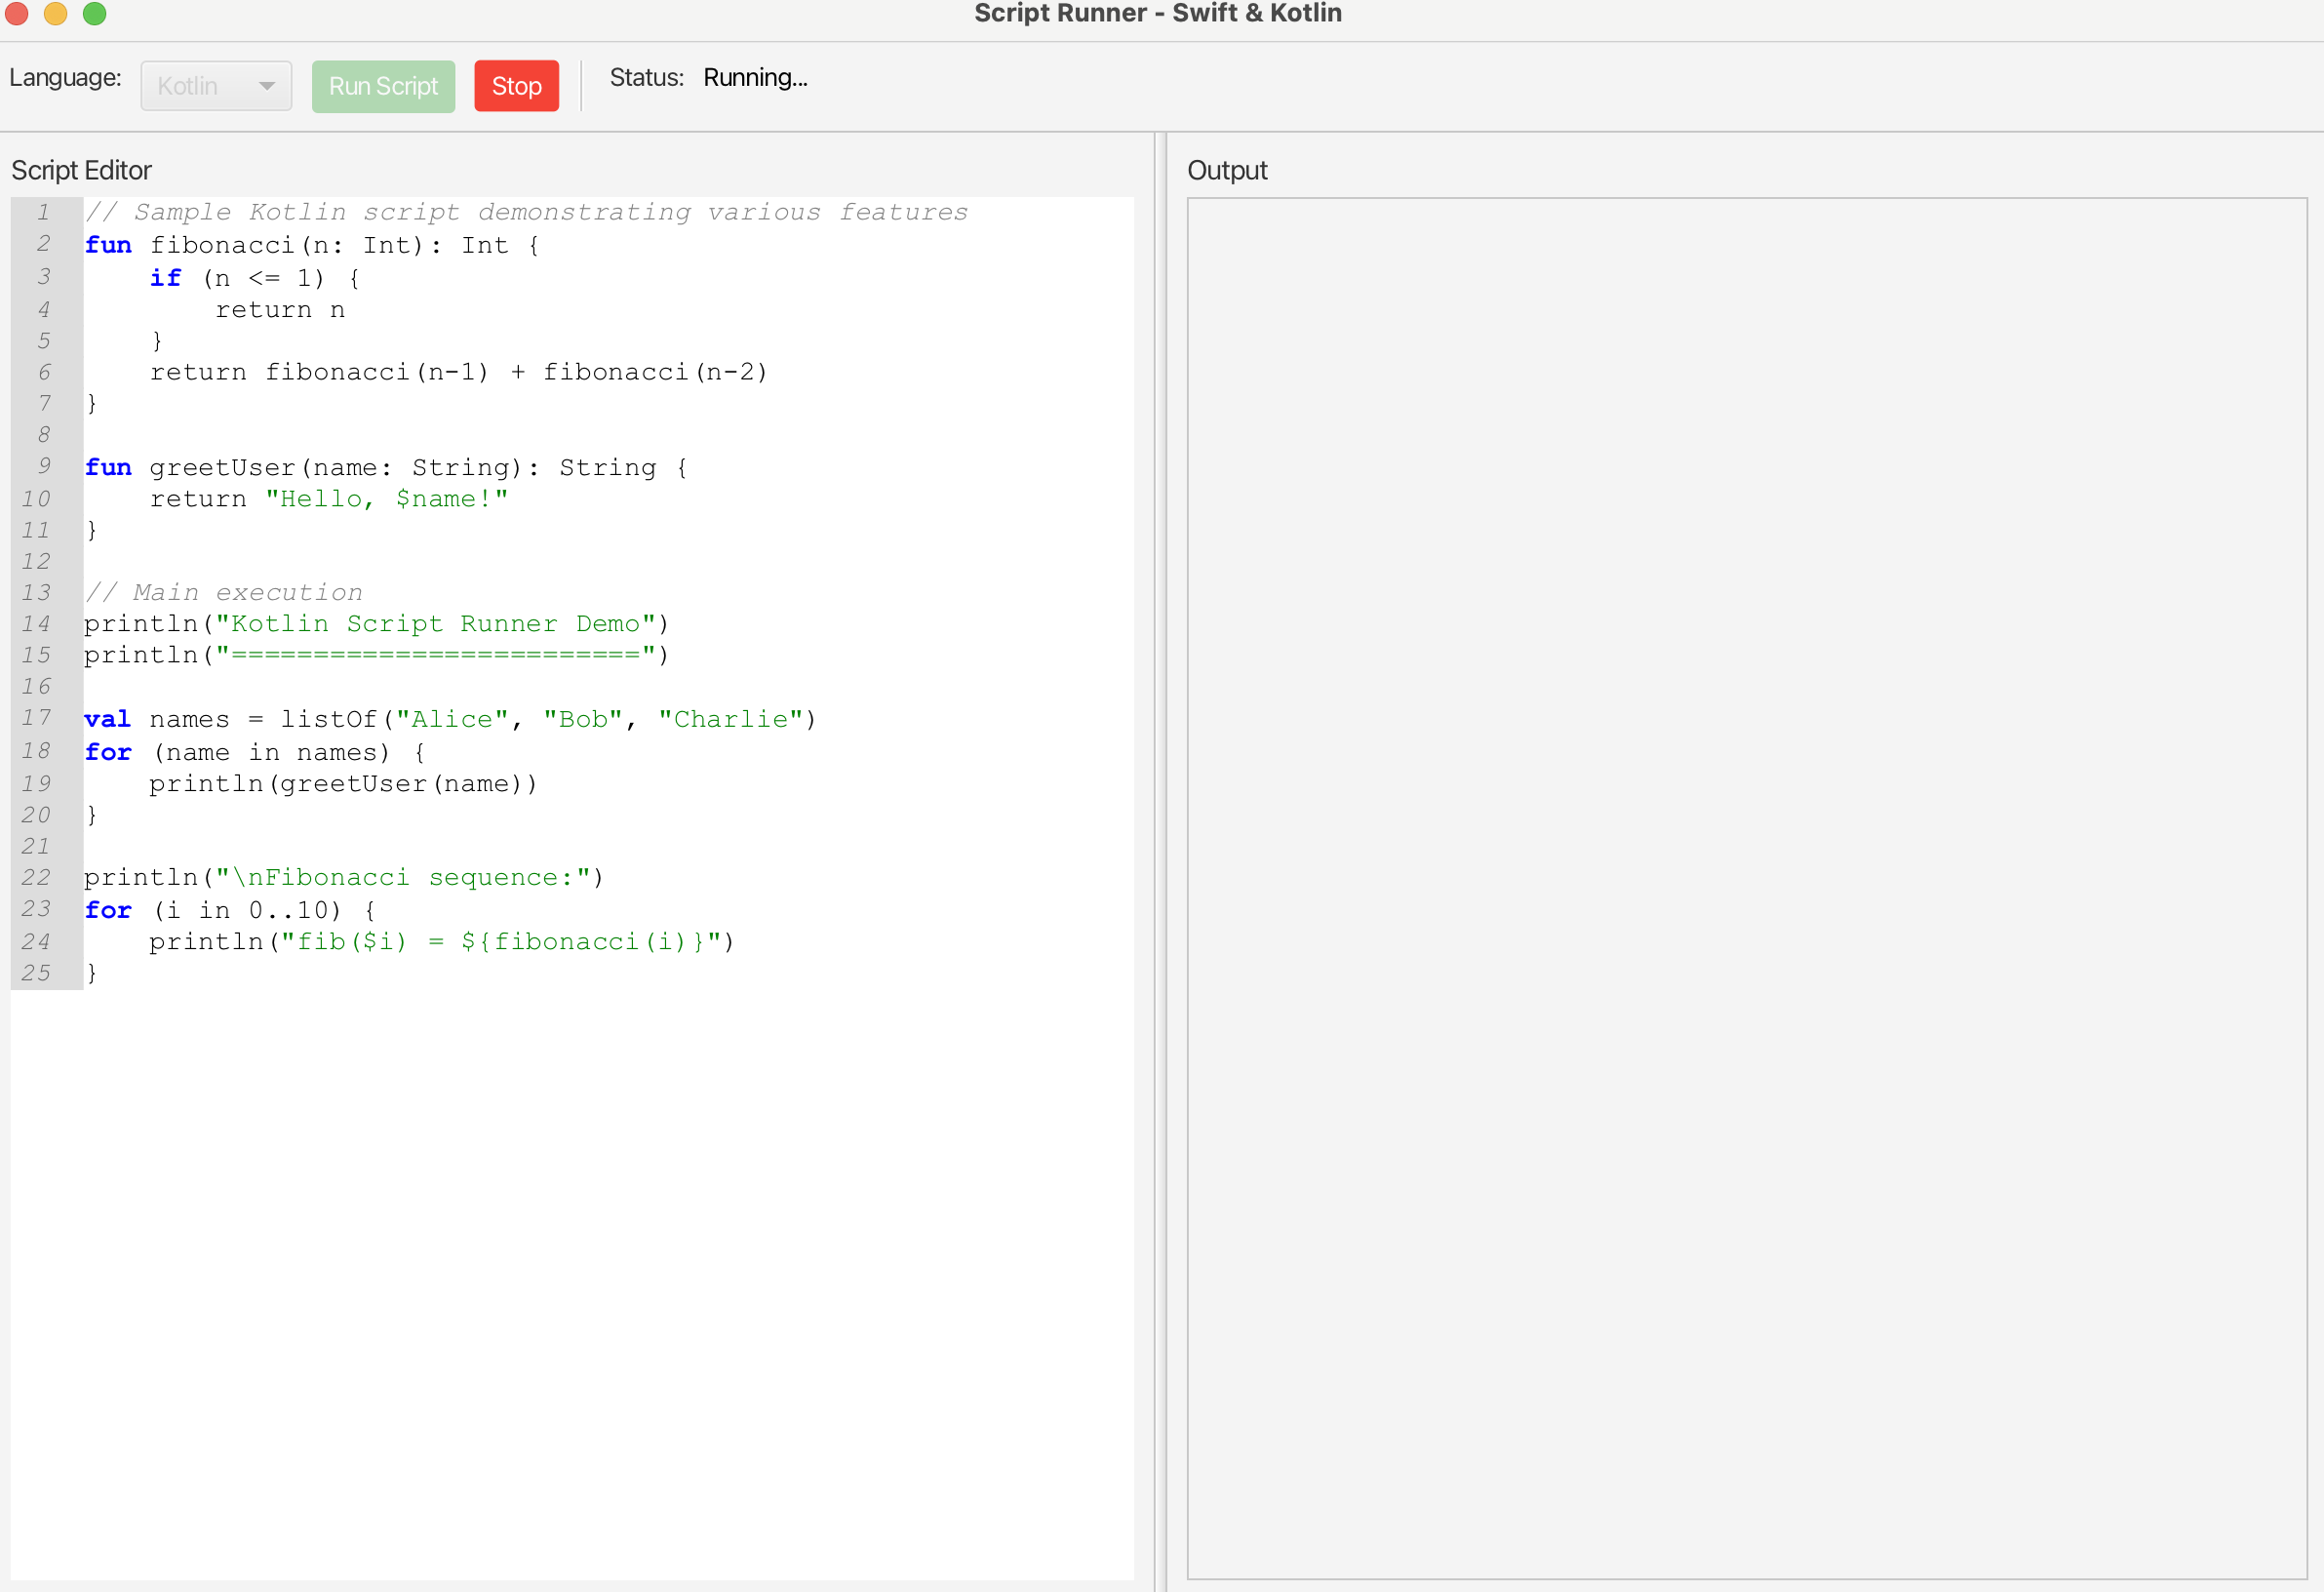 Script Runner - Swift & Kotlin
Language: Kotlin Run Script Stop Status: Running...
Script Editor
1 // Sample Kotlin script demonstrating various features
2 fun fibonacci(n: Int): Int {
3     if (n <= 1) {
4         return n
5     }
6     return fibonacci(n-1) + fibonacci(n-2)
7 }
8
9 fun greetUser(name: String): String {
10     return "Hello, $name!"
11 }
12
13 // Main execution
14 println("Kotlin Script Runner Demo")
15 println("=========================")
16
17 val names = listOf("Alice", "Bob", "Charlie")
18 for (name in names) {
19     println(greetUser(name))
20 }
21
22 println("\nFibonacci sequence:")
23 for (i in 0..10) {
24     println("fib($i) = ${fibonacci(i)}")
25 }
Output